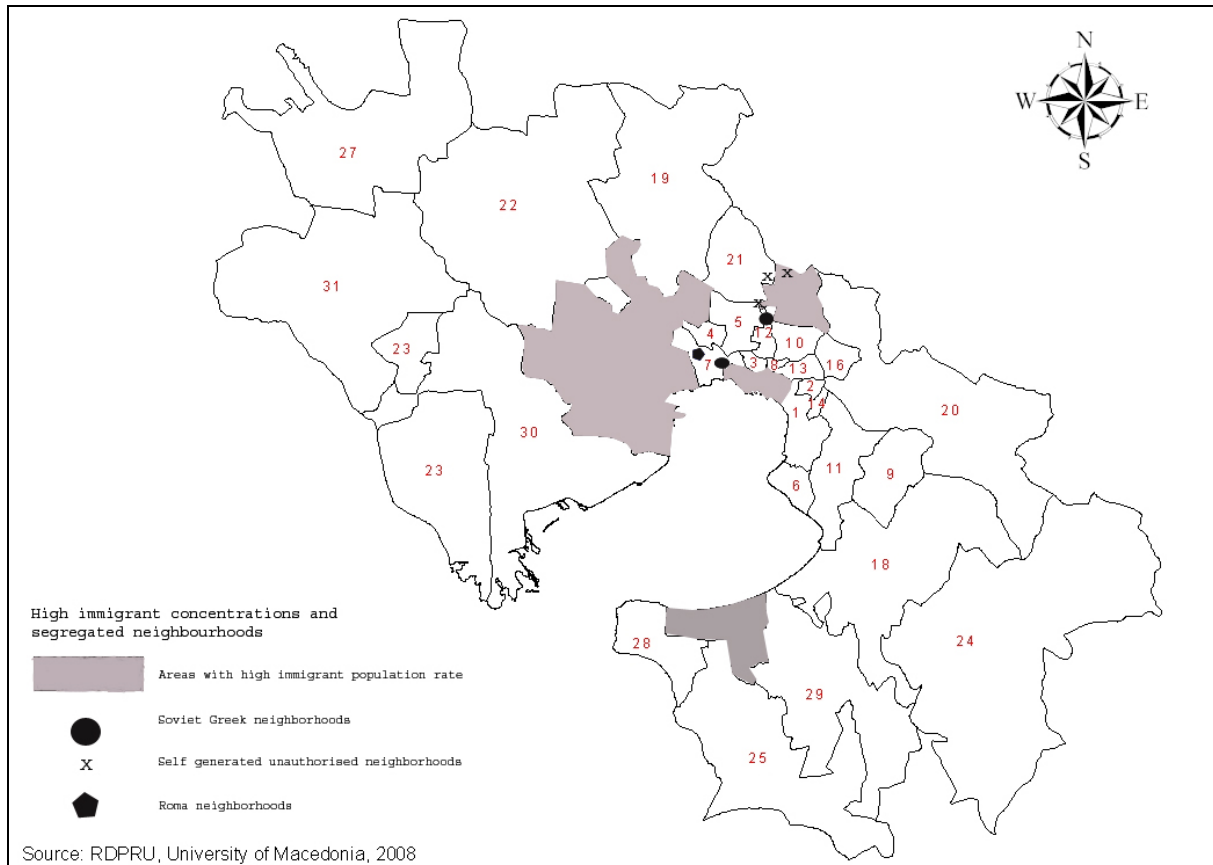 N
W E
S
27
19
22
21
x x
31
x
5
12
4
10
23
7
3
8
13
16
2
14
1
20
30
11
9
23
6
18
High immigrant concentrations and
segregated neighbourhoods
28
24
Areas with high immigrant population rate
29
Soviet Greek neighborhoods
25
x Self generated unauthorised neighborhoods
Roma neighborhoods
Source: RDPRU, University of Macedonia, 2008